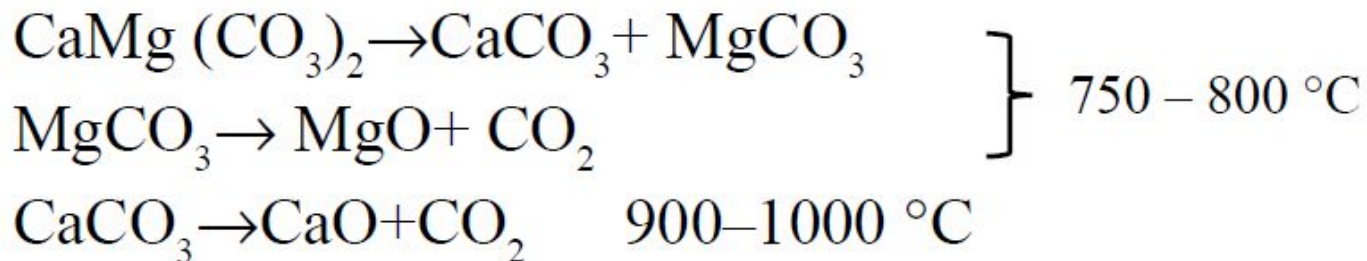 CaMg (CO₃)₂→CaCO₃+ MgCO₃
750 – 800 °C
MgCO₃→ MgO+ CO₂
CaCO₃→CaO+CO₂ 900–1000 °C